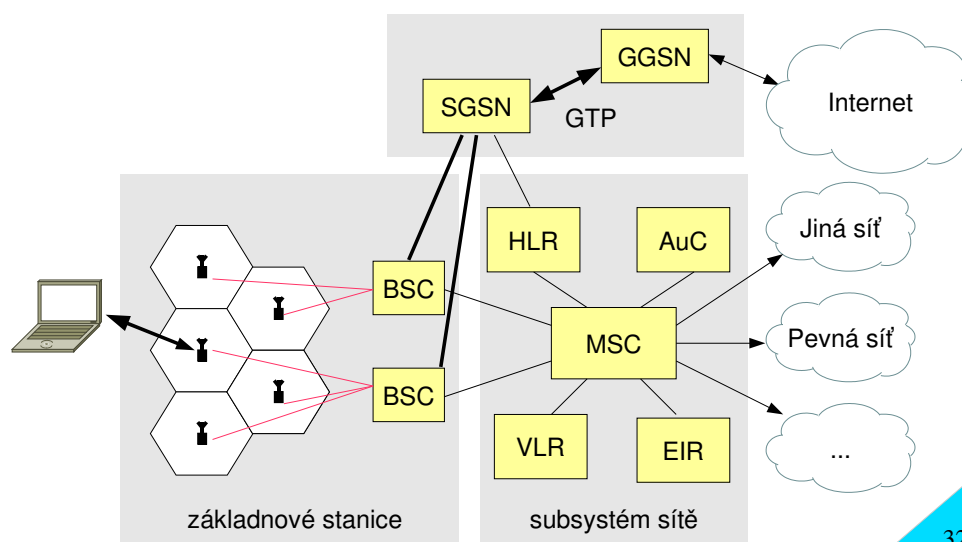 GGSN
SGSN
GTP
Internet
HLR
AuC
Jiná síť
BSC
MSC
Pevná síť
BSC
VLR
EIR
...
základnové stanice
subsystém sítě